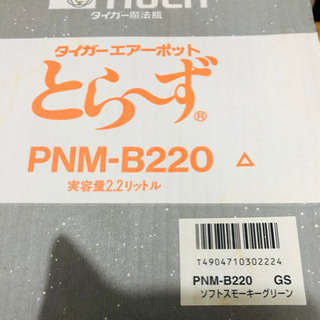 タイガー魔法瓶
タイガーエアーポット
とら〜ず®
PNM-B220 △
実容量2.2リットル
T4904710302224
PNM-B220 GS
ソフトスモーキーグリーン